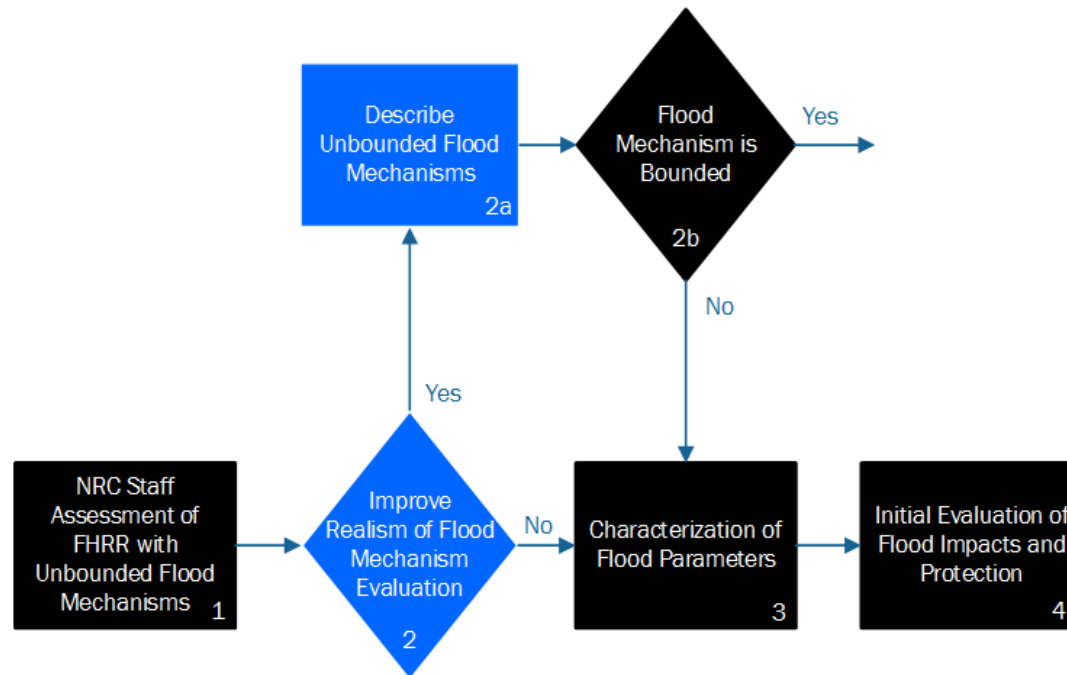 Describe
Unbounded Flood
Mechanisms
2a
Flood
Mechanism is
Bounded
2b
Yes
No
Yes
NRC Staff
Assessment of
FHRR with
Unbounded Flood
Mechanisms
1
Improve
Realism of Flood
Mechanism
Evaluation
2
No
Characterization of
Flood Parameters
3
Initial Evaluation of
Flood Impacts and
Protection
4